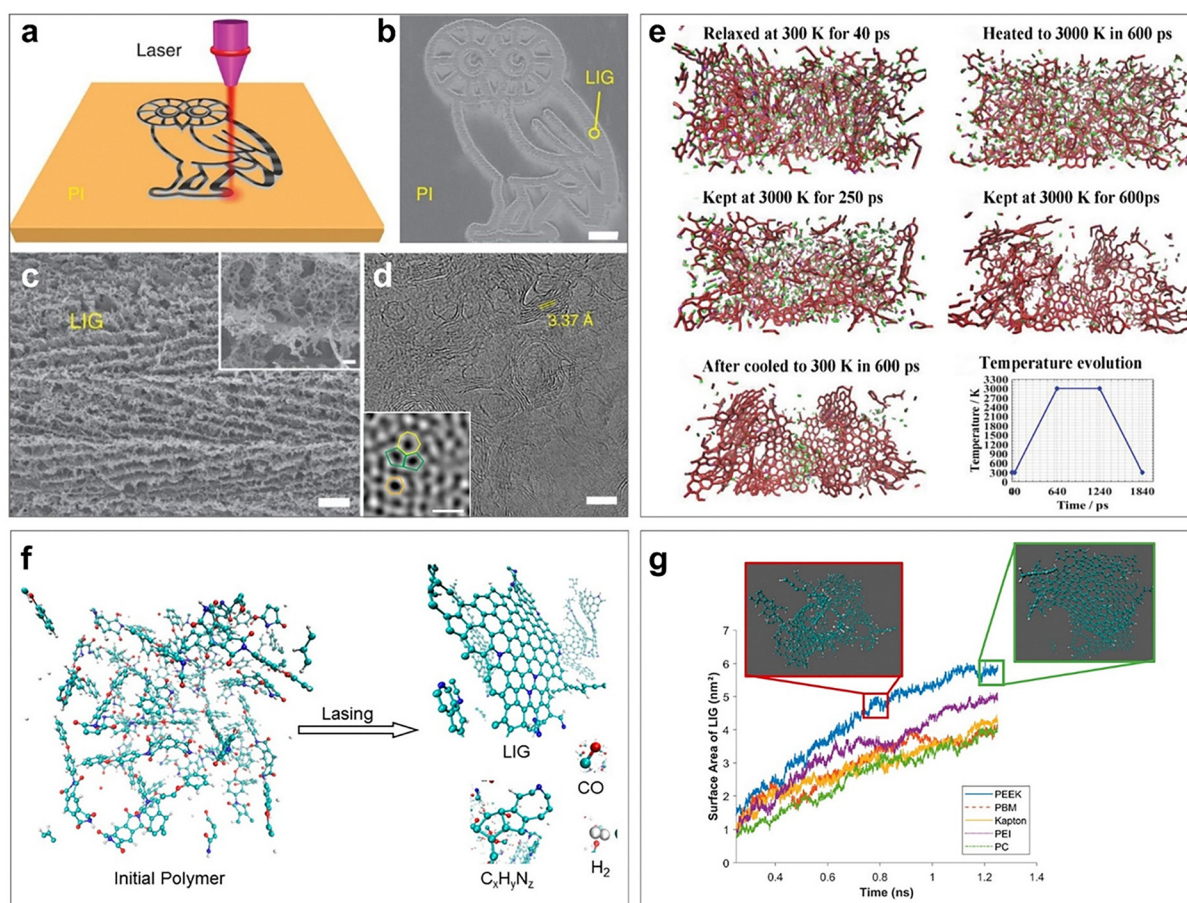 a
Laser
PI
b
LIG
PI
c
LIG
d
3.37 Å
e
Relaxed at 300 K for 40 ps
Heated to 3000 K in 600 ps
Kept at 3000 K for 250 ps
Kept at 3000 K for 600ps
After cooled to 300 K in 600 ps
Temperature evolution
3300
3000
2700
2400
2100
1800
1500
1200
900
600
300
0
Temperature / K
0 640 1240 1840
Time / ps
f
Initial Polymer
Lasing
LIG
CO
CxHyNz
H2
g
Surface Area of LIG (nm²)
7
6
5
4
3
2
1
0
0.4 0.6 0.8 1 1.2 1.4
Time (ns)
PEEK
PBM
Kapton
PEI
PC